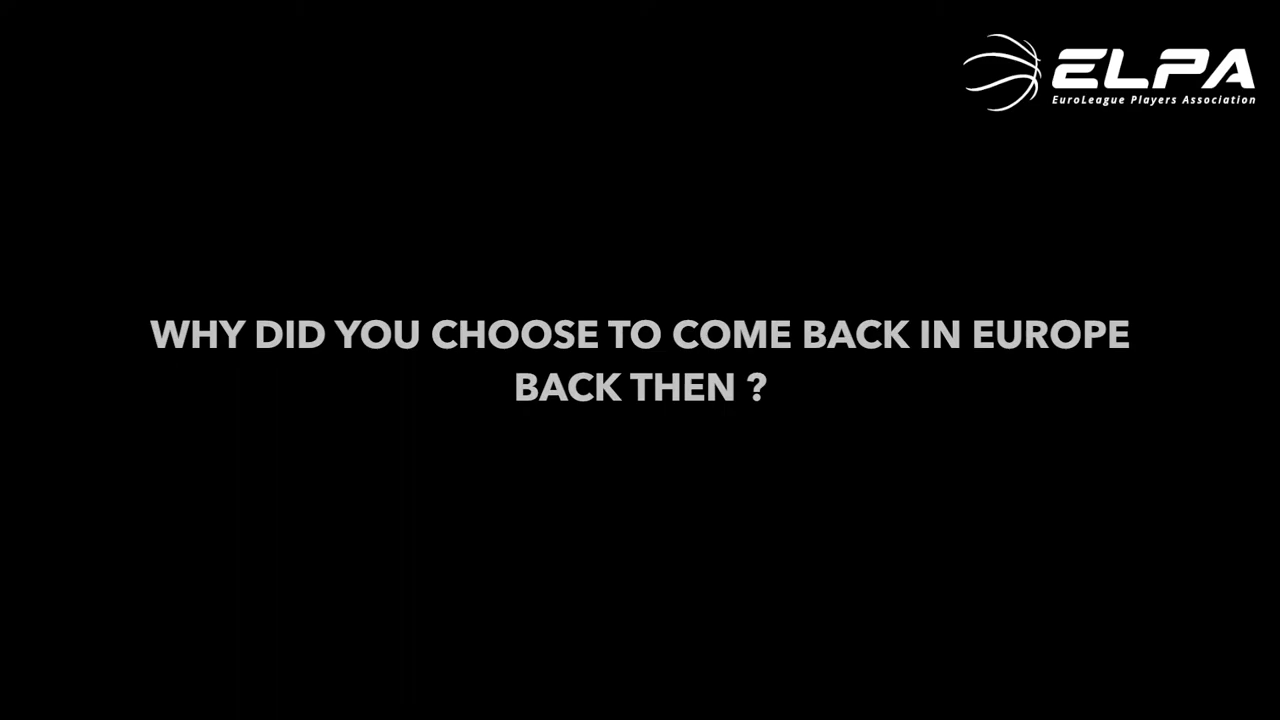 ELPA
EuroLeague Players Association
WHY DID YOU CHOOSE TO COME BACK IN EUROPE
BACK THEN ?